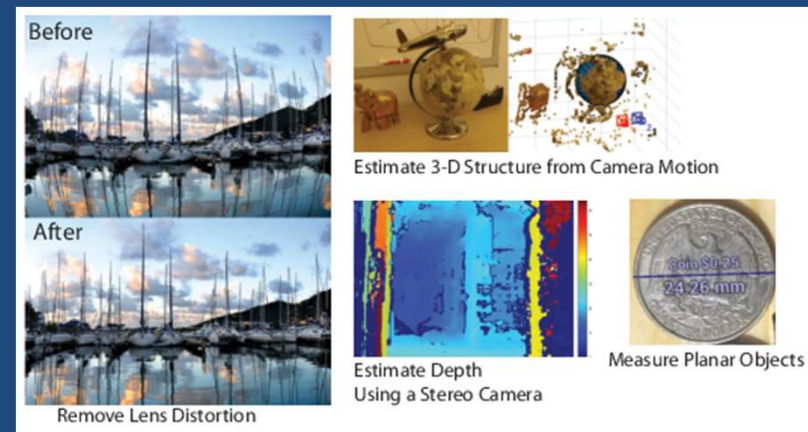 Before
After
Remove Lens Distortion
Estimate 3-D Structure from Camera Motion
Estimate Depth
Using a Stereo Camera
Coin $0.25
24.26 mm
Measure Planar Objects